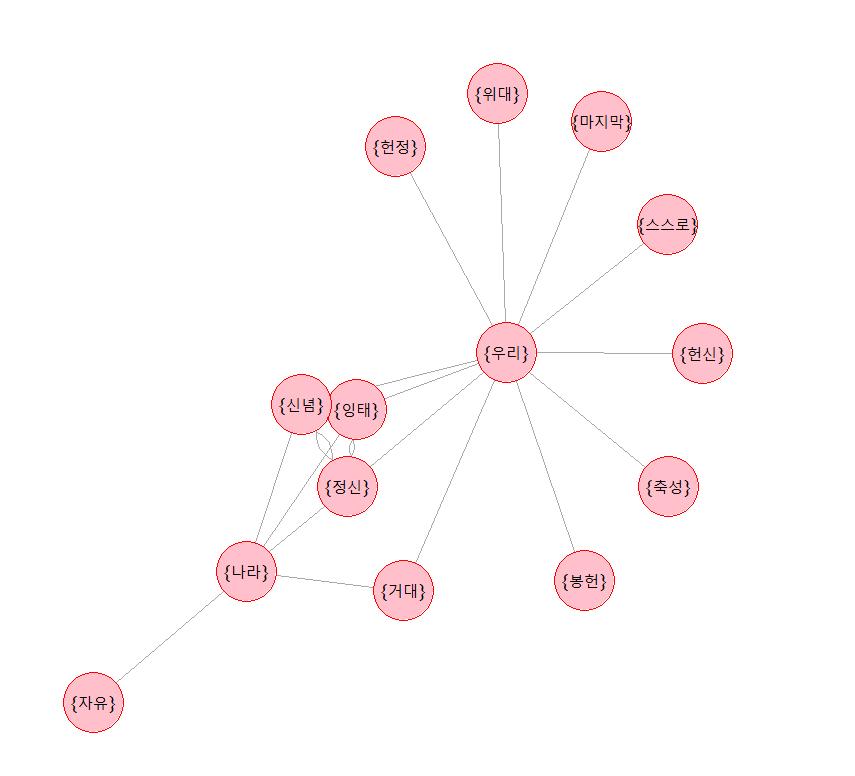 {위대}
{마지막}
{헌정}
{스스로}
{우리}
{헌신}
{신념}
{잉태}
{정신}
{축성}
{나라}
{거대}
{봉헌}
{자유}